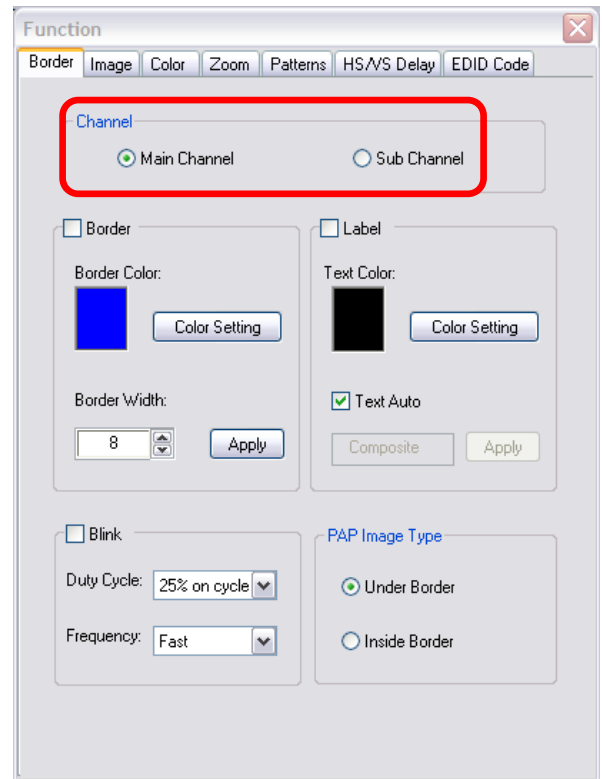 Function
Border Image Color Zoom Patterns HS/VS Delay EDID Code
Channel
Main Channel Sub Channel
Border
Border Color:
Color Setting
Border Width:
8 Apply
Label
Text Color:
Color Setting
Text Auto
Composite Apply
Blink
Duty Cycle: 25% on cycle
Frequency: Fast
PAP Image Type
Under Border
Inside Border